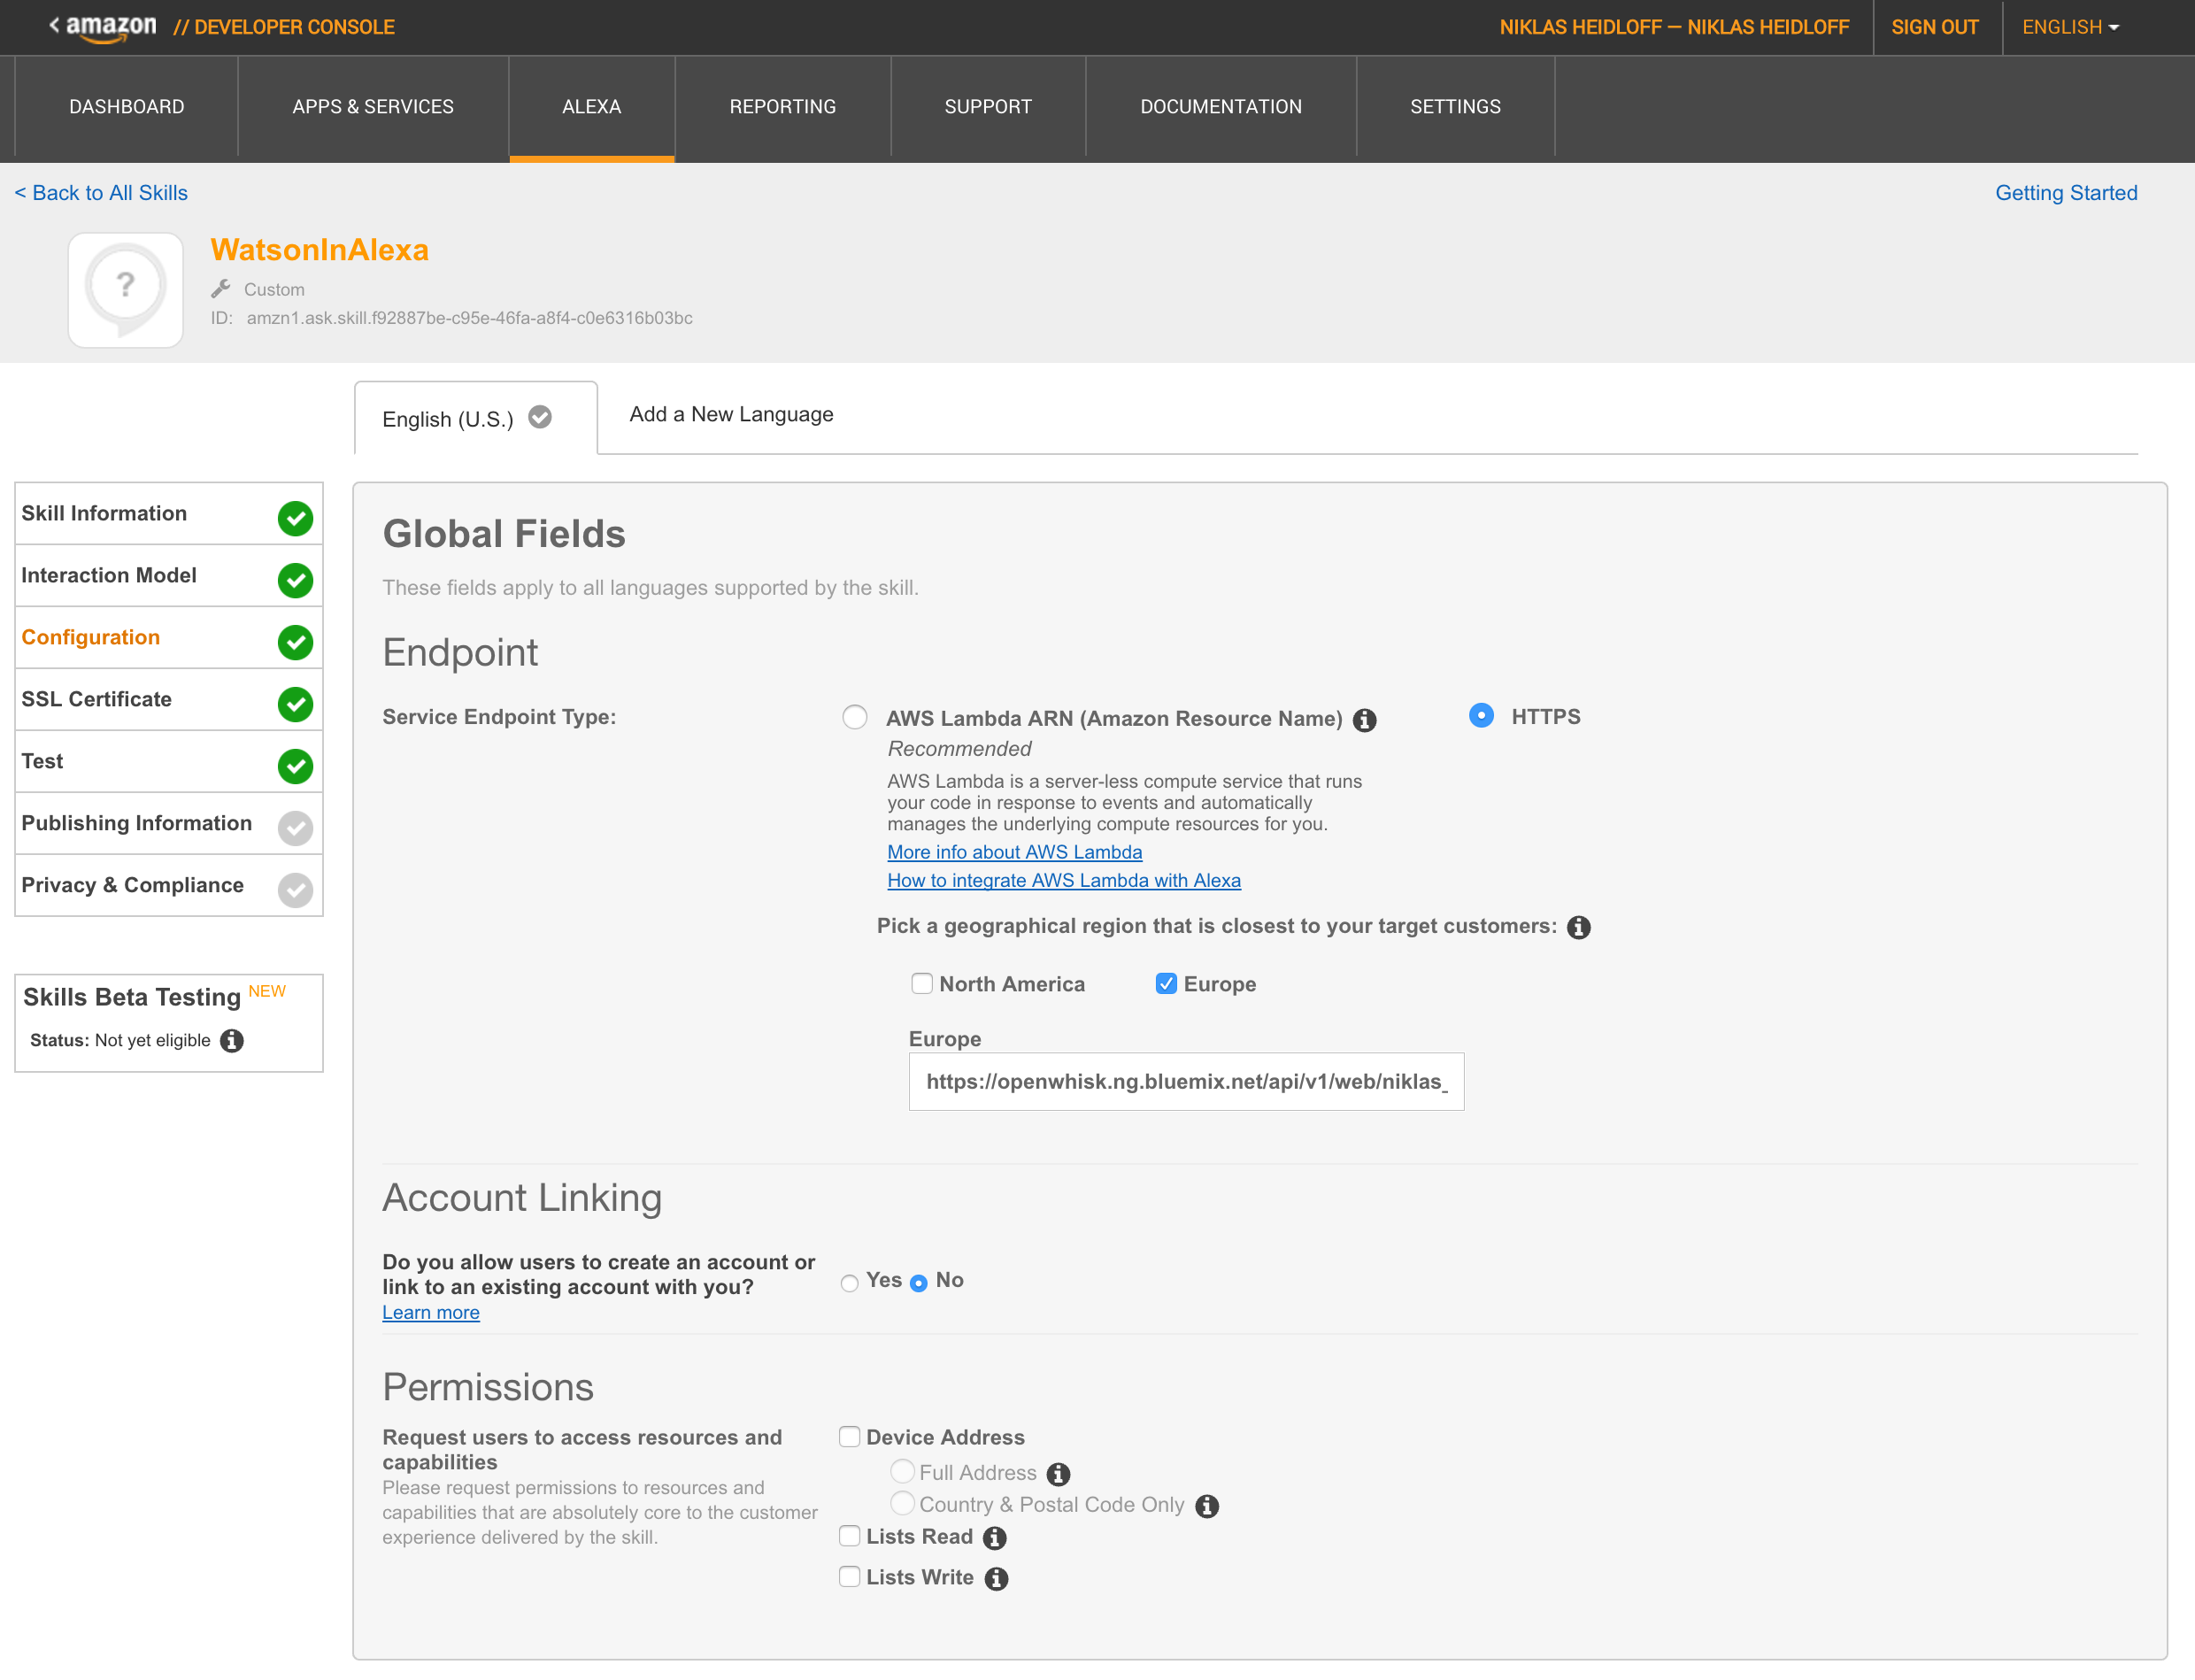 amazon // DEVELOPER CONSOLE
NIKLAS HEIDLOFF — NIKLAS HEIDLOFF
SIGN OUT
ENGLISH
DASHBOARD
APPS & SERVICES
ALEXA
REPORTING
SUPPORT
DOCUMENTATION
SETTINGS
< Back to All Skills
Getting Started
?
WatsonInAlexa
Custom
ID: amzn1.ask.skill.f92887be-c95e-46fa-a8f4-c0e6316b03bc
English (U.S.)
Add a New Language
Skill Information
Interaction Model
Configuration
SSL Certificate
Test
Publishing Information
Privacy & Compliance
Skills Beta Testing NEW
Status: Not yet eligible
Global Fields
These fields apply to all languages supported by the skill.
Endpoint
Service Endpoint Type:
AWS Lambda ARN (Amazon Resource Name)
HTTPS
Recommended
AWS Lambda is a server-less compute service that runs
your code in response to events and automatically
manages the underlying compute resources for you.
More info about AWS Lambda
How to integrate AWS Lambda with Alexa
Pick a geographical region that is closest to your target customers:
North America
Europe
Europe
https://openwhisk.ng.bluemix.net/api/v1/web/niklas_
Account Linking
Do you allow users to create an account or
link to an existing account with you?
Learn more
Yes
No
Permissions
Request users to access resources and
capabilities
Please request permissions to resources and
capabilities that are absolutely core to the customer
experience delivered by the skill.
Device Address
Full Address
Country & Postal Code Only
Lists Read
Lists Write